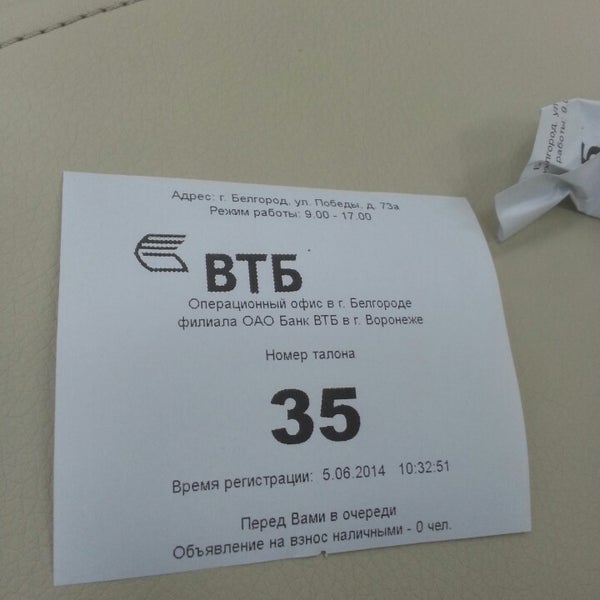 Адрес: г. Белгород, ул. Победы, д. 73а
Режим работы: 9.00 - 17.00
ВТБ
Операционный офис в г. Белгороде
филиала ОАО Банк ВТБ в г. Воронеже
Номер талона
35
Время регистрации: 5.06.2014 10:32:51
Перед Вами в очереди
Объявление на взнос наличными - 0 чел.